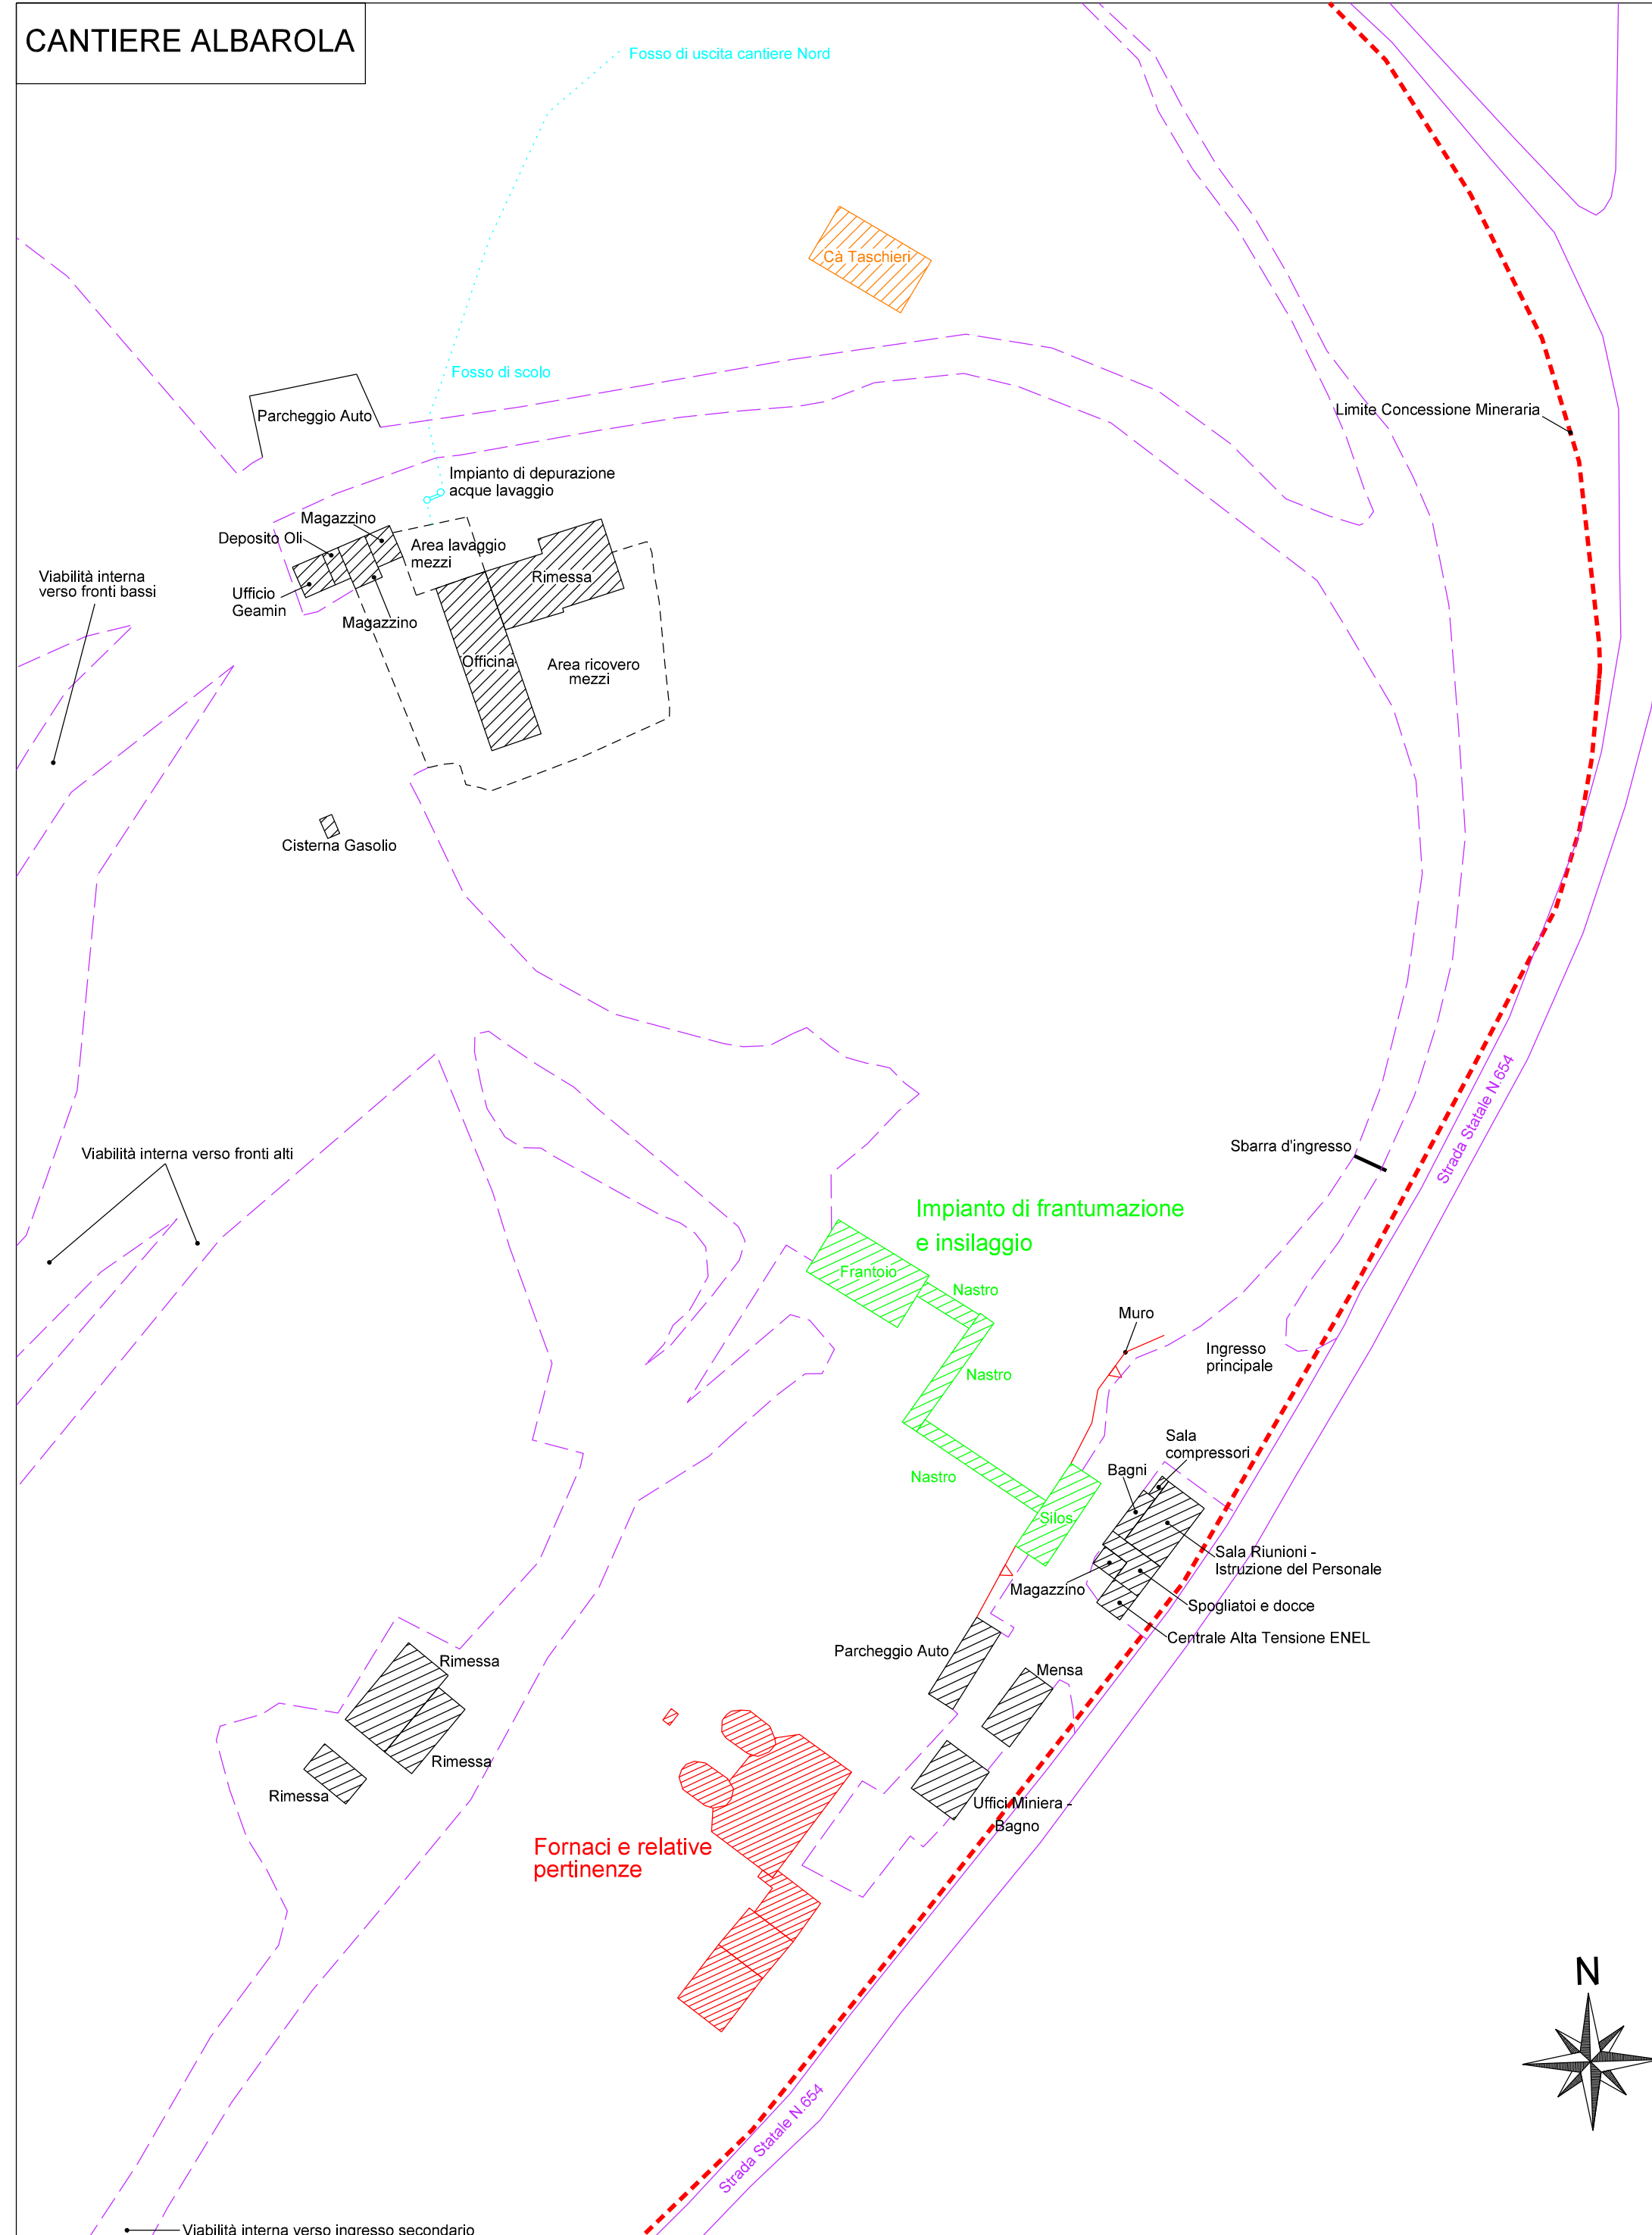 CANTIERE ALBAROLA
Fosso di uscita cantiere Nord
Cà Taschieri
Fosso di scolo
Parcheggio Auto
Limite Concessione Mineraria
Impianto di depurazione
acque lavaggio
Magazzino
Deposito Oli
Area lavaggio
mezzi
Viabilità interna
verso fronti bassi
Rimessa
Ufficio
Geamin
Magazzino
Officina
Area ricovero
mezzi
Cisterna Gasolio
Strada Statale N.654
Sbarra d'ingresso
Viabilità interna verso fronti alti
Impianto di frantumazione
e insilaggio
Frantoio
Nastro
Muro
Ingresso
principale
Nastro
Sala
compressori
Bagni
Nastro
Silos
Sala Riunioni -
Istruzione del Personale
Magazzino
Spogliatoi e docce
Centrale Alta Tensione ENEL
Parcheggio Auto
Rimessa
Mensa
Rimessa
Rimessa
Uffici Miniera -
Bagno
Fornaci e relative
pertinenze
N
Strada Statale N.654
Viabilità interna verso ingresso secondario